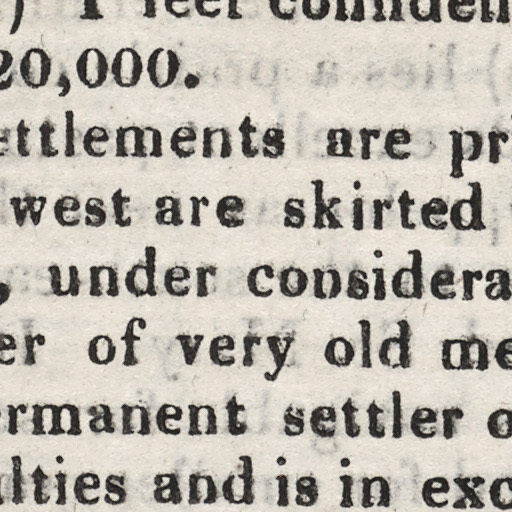 ) I feel confiden
20,000.
ettlements are pr
west are skirted
, under considera
er of very old me
ermanent settler o
ulties and is in exc